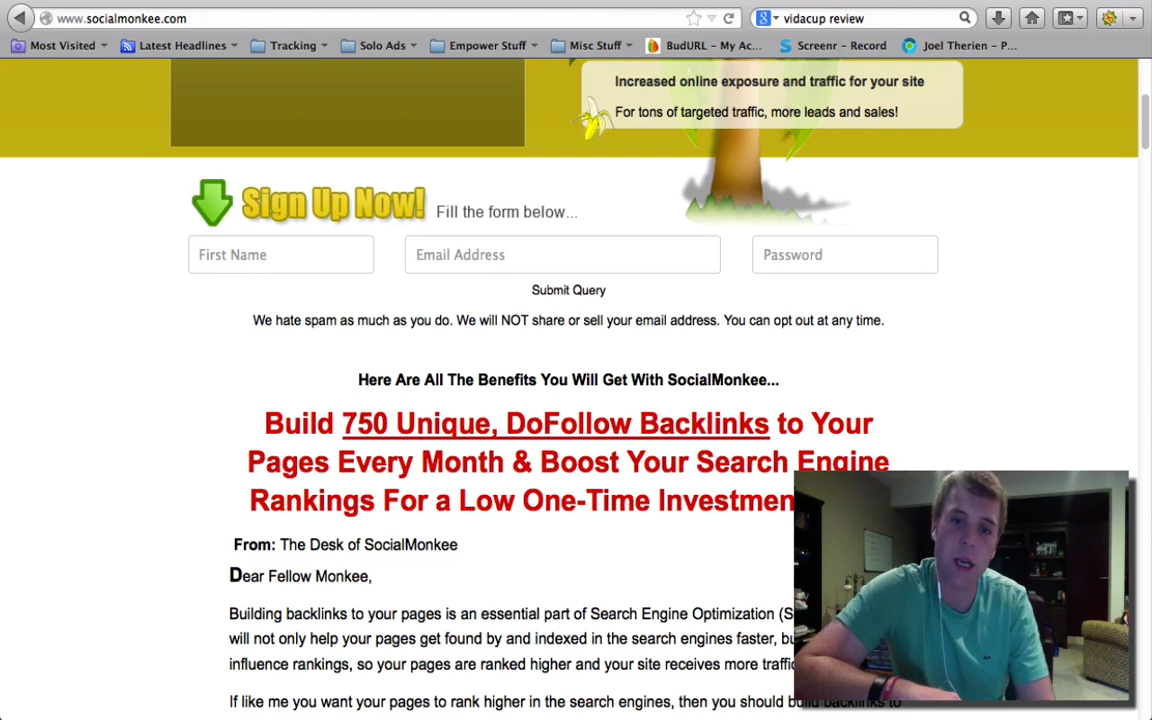 www.socialmonkee.com
vidacup review
Most Visited
Latest Headlines
Tracking
Solo Ads
Empower Stuff
Misc Stuff
BudURL – My Ac...
Screenr - Record
Joel Therien - P...
Increased online exposure and traffic for your site
For tons of targeted traffic, more leads and sales!
Sign Up Now! Fill the form below...
First Name
Email Address
Password
Submit Query
We hate spam as much as you do. We will NOT share or sell your email address. You can opt out at any time.
Here Are All The Benefits You Will Get With SocialMonkee...
Build 750 Unique, DoFollow Backlinks to Your
Pages Every Month & Boost Your Search Engine
Rankings For a Low One-Time Investmen
From: The Desk of SocialMonkee
Dear Fellow Monkee,
Building backlinks to your pages is an essential part of Search Engine Optimization (S
will not only help your pages get found by and indexed in the search engines faster, bu
influence rankings, so your pages are ranked higher and your site receives more traffic
If like me you want your pages to rank higher in the search engines, then you should build backlinks to